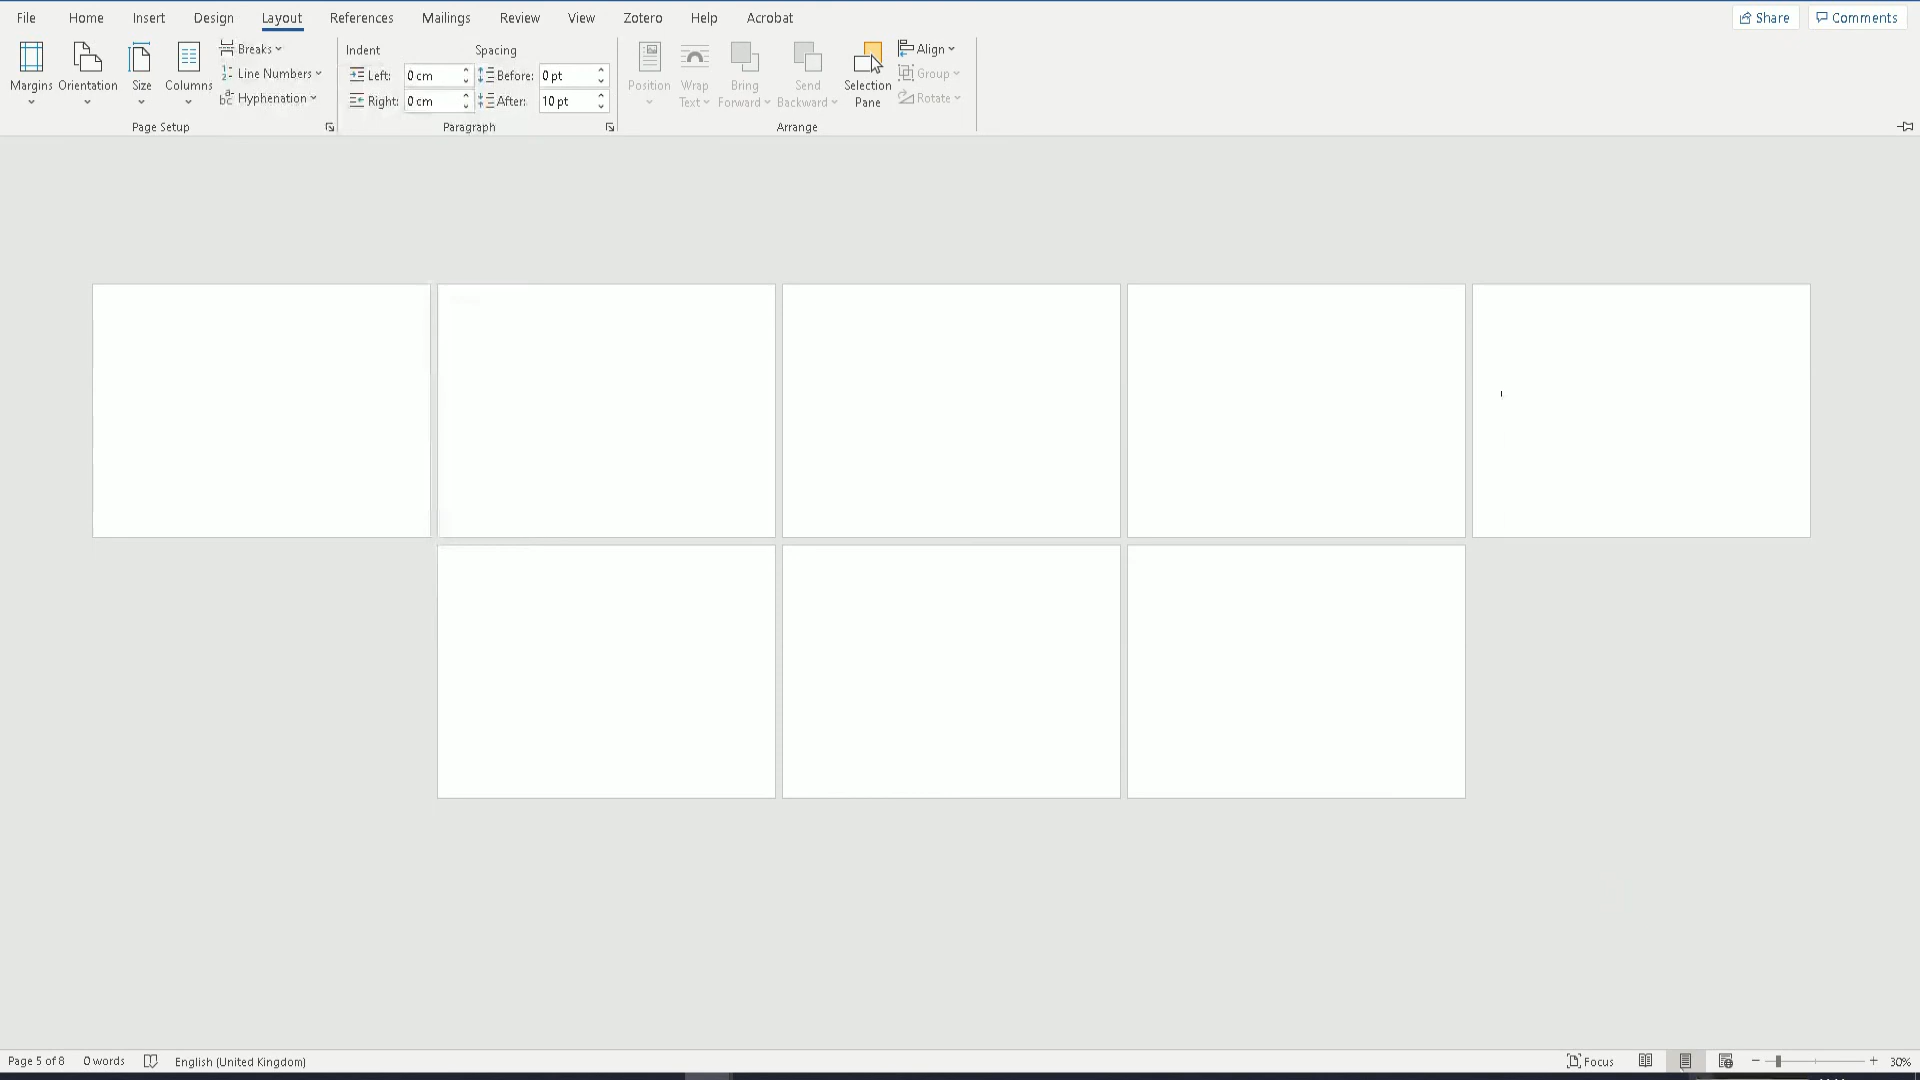 File Home Insert Design Layout References Mailings Review View Zotero Help Acrobat Share Comments
Margins Orientation Size Columns Breaks Line Numbers Hyphenation
Page Setup
Indent Spacing
Left: 0 cm Before: 0 pt
Right: 0 cm After: 10 pt
Paragraph
Position Wrap Text Bring Forward Send Backward Selection Pane Align Group Rotate
Arrange
Page 5 of 8 0 words English (United Kingdom) Focus 30%